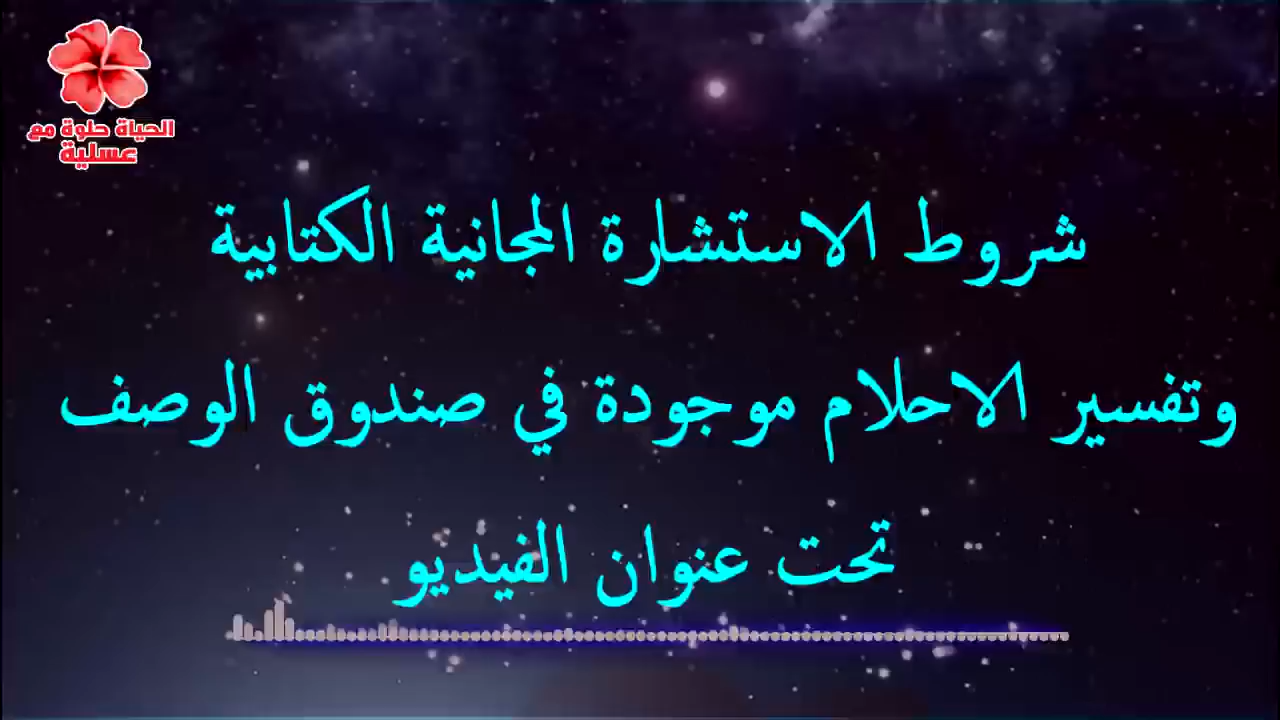 الحياة حلوة مع
عسلية
شروط الاستشارة المجانية الكتابية
وتفسير الاحلام موجودة في صندوق الوصف
تحت عنوان الفيديو